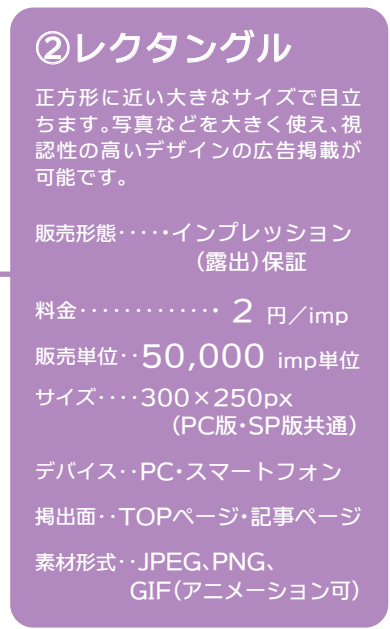 ②レクタングル
正方形に近い大きなサイズで目立
ちます。写真などを大きく使え、視
認性の高いデザインの広告掲載が
可能です。
販売形態‥‥・インプレッション
（露出）保証
料金‥‥‥‥‥‥・ 2 円／imp
販売単位‥50,000 imp単位
サイズ‥‥300×250px
（PC版・SP版共通）
デバイス‥PC・スマートフォン
掲出面‥TOPページ・記事ページ
素材形式‥JPEG、PNG、
GIF（アニメーション可）